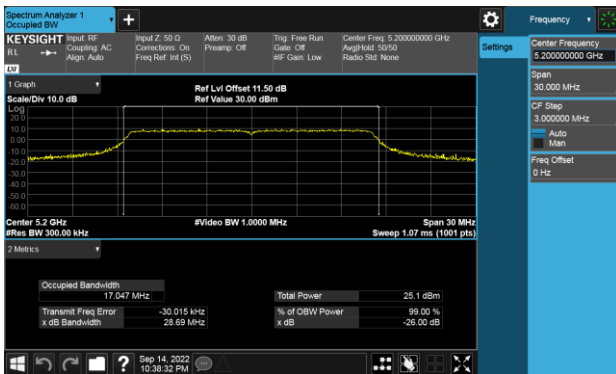 Spectrum Analyzer 1
Occupied BW
+
Frequency
KEYSIGHT
RL
LXI
Input: RF
Coupling: AC
Align: Auto
Input Z: 50 Ω
Corrections: On
Freq Ref: Int (S)
Atten: 30 dB
Preamp: Off
Trig: Free Run
Gate: Off
#IF Gain: Low
Center Freq: 5.200000000 GHz
Avg|Hold: 50/50
Radio Std: None
Settings
Center Frequency
5.200000000 GHz
Span
30.000 MHz
CF Step
3.000000 MHz
Auto
Man
Freq Offset
0 Hz
1 Graph
Scale/Div 10.0 dB
Ref Lvl Offset 11.50 dB
Ref Value 30.00 dBm
Log
20.0
10.0
0.00
-10.0
-20.0
-30.0
-40.0
-50.0
-60.0
Center 5.2 GHz
#Res BW 300.00 kHz
#Video BW 1.0000 MHz
Span 30 MHz
Sweep 1.07 ms (1001 pts)
2 Metrics
Occupied Bandwidth
17.047 MHz
Transmit Freq Error -30.015 kHz
x dB Bandwidth 28.69 MHz
Total Power 25.1 dBm
% of OBW Power 99.00 %
x dB -26.00 dB
?
Sep 14, 2022
10:38:32 PM